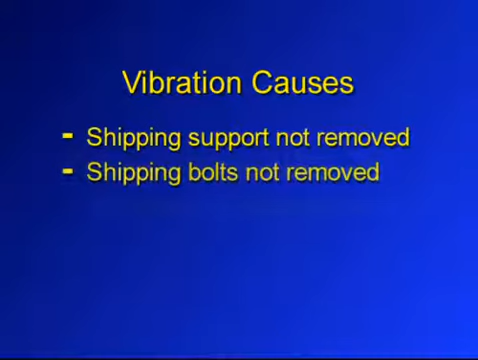 Vibration Causes
- Shipping support not removed
- Shipping bolts not removed